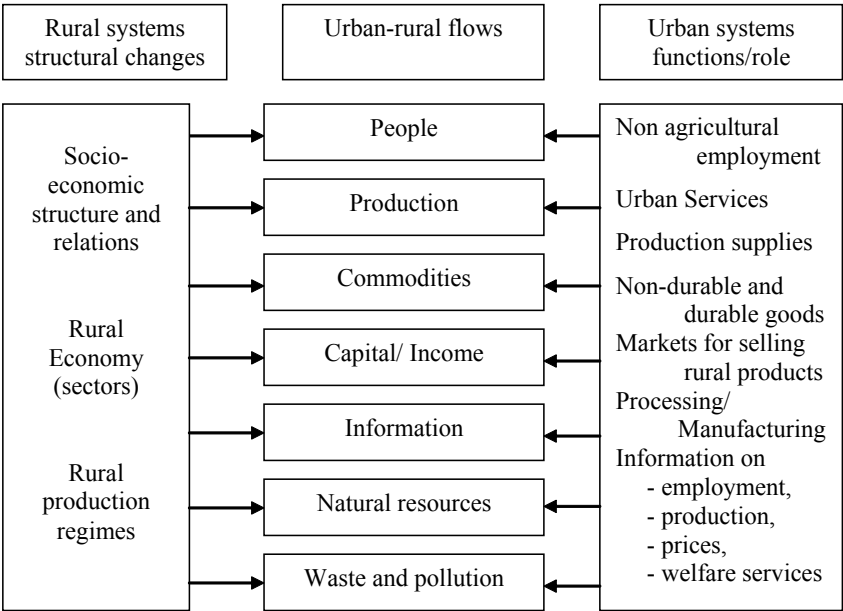 Rural systems
structural changes
Urban-rural flows
Urban systems
functions/role
Socio-
economic
structure and
relations
Rural
Economy
(sectors)
Rural
production
regimes
People
Production
Commodities
Capital/ Income
Information
Natural resources
Waste and pollution
Non agricultural
employment
Urban Services
Production supplies
Non-durable and
durable goods
Markets for selling
rural products
Processing/
Manufacturing
Information on
- employment,
- production,
- prices,
- welfare services